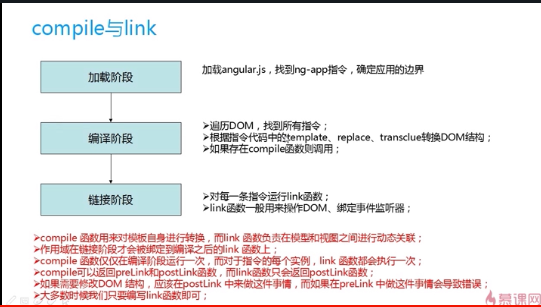 compile与link
加载阶段
加载angular.js，找到ng-app指令，确定应用的边界
编译阶段
➢遍历DOM，找到所有指令；
➢根据指令代码中的template、replace、transclue转换DOM结构；
➢如果存在compile函数则调用；
链接阶段
➢对每一条指令运行link函数；
➢link函数一般用来操作DOM、绑定事件监听器；
➢compile 函数用来对模板自身进行转换，而link 函数负责在模型和视图之间进行动态关联；
➢作用域在链接阶段才会被绑定到编译之后的link 函数上；
➢compile 函数仅仅在编译阶段运行一次，而对于指令的每个实例，link 函数都会执行一次；
➢compile可以返回preLink和postLink函数，而link函数只会返回postLink函数；
➢如果需要修改DOM 结构，应该在postLink 中来做这件事情，而如果在preLink 中做这件事情会导致错误；
➢大多数时候我们只要编写link函数即可；
慕课网